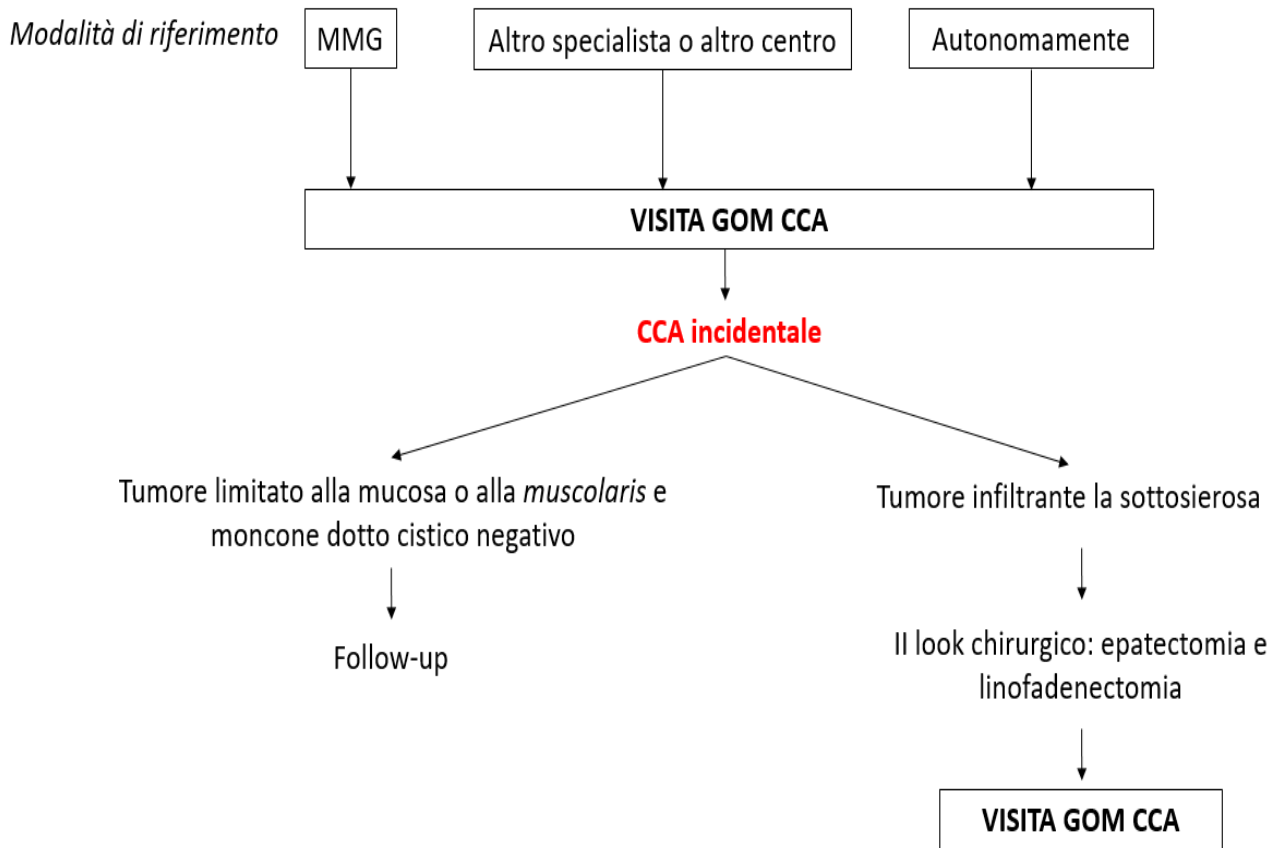 Modalità di riferimento
MMG
Altro specialista o altro centro
Autonomamente
VISITA GOM CCA
CCA incidentale
Tumore limitato alla mucosa o alla muscolaris e
moncone dotto cistico negativo
Tumore infiltrante la sottosierosa
Follow-up
II look chirurgico: epatectomia e
linofadenectomia
VISITA GOM CCA